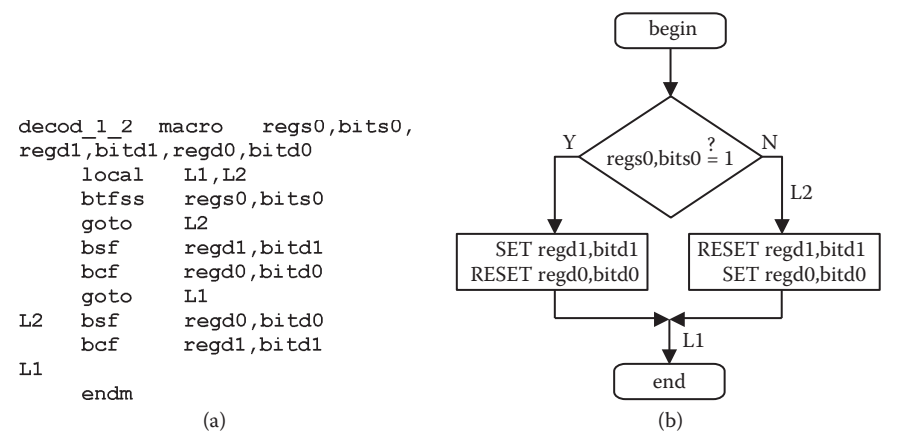 decod_1_2 macro regs0,bits0,
regd1,bitd1,regd0,bitd0
local L1,L2
btfss regs0,bits0
goto L2
bsf regd1,bitd1
bcf regd0,bitd0
goto L1
L2 bsf regd0,bitd0
bcf regd1,bitd1
L1
endm
(a)
begin
Y
N
?
regs0,bits0 = 1
L2
SET regd1,bitd1
RESET regd0,bitd0
RESET regd1,bitd1
SET regd0,bitd0
L1
end
(b)